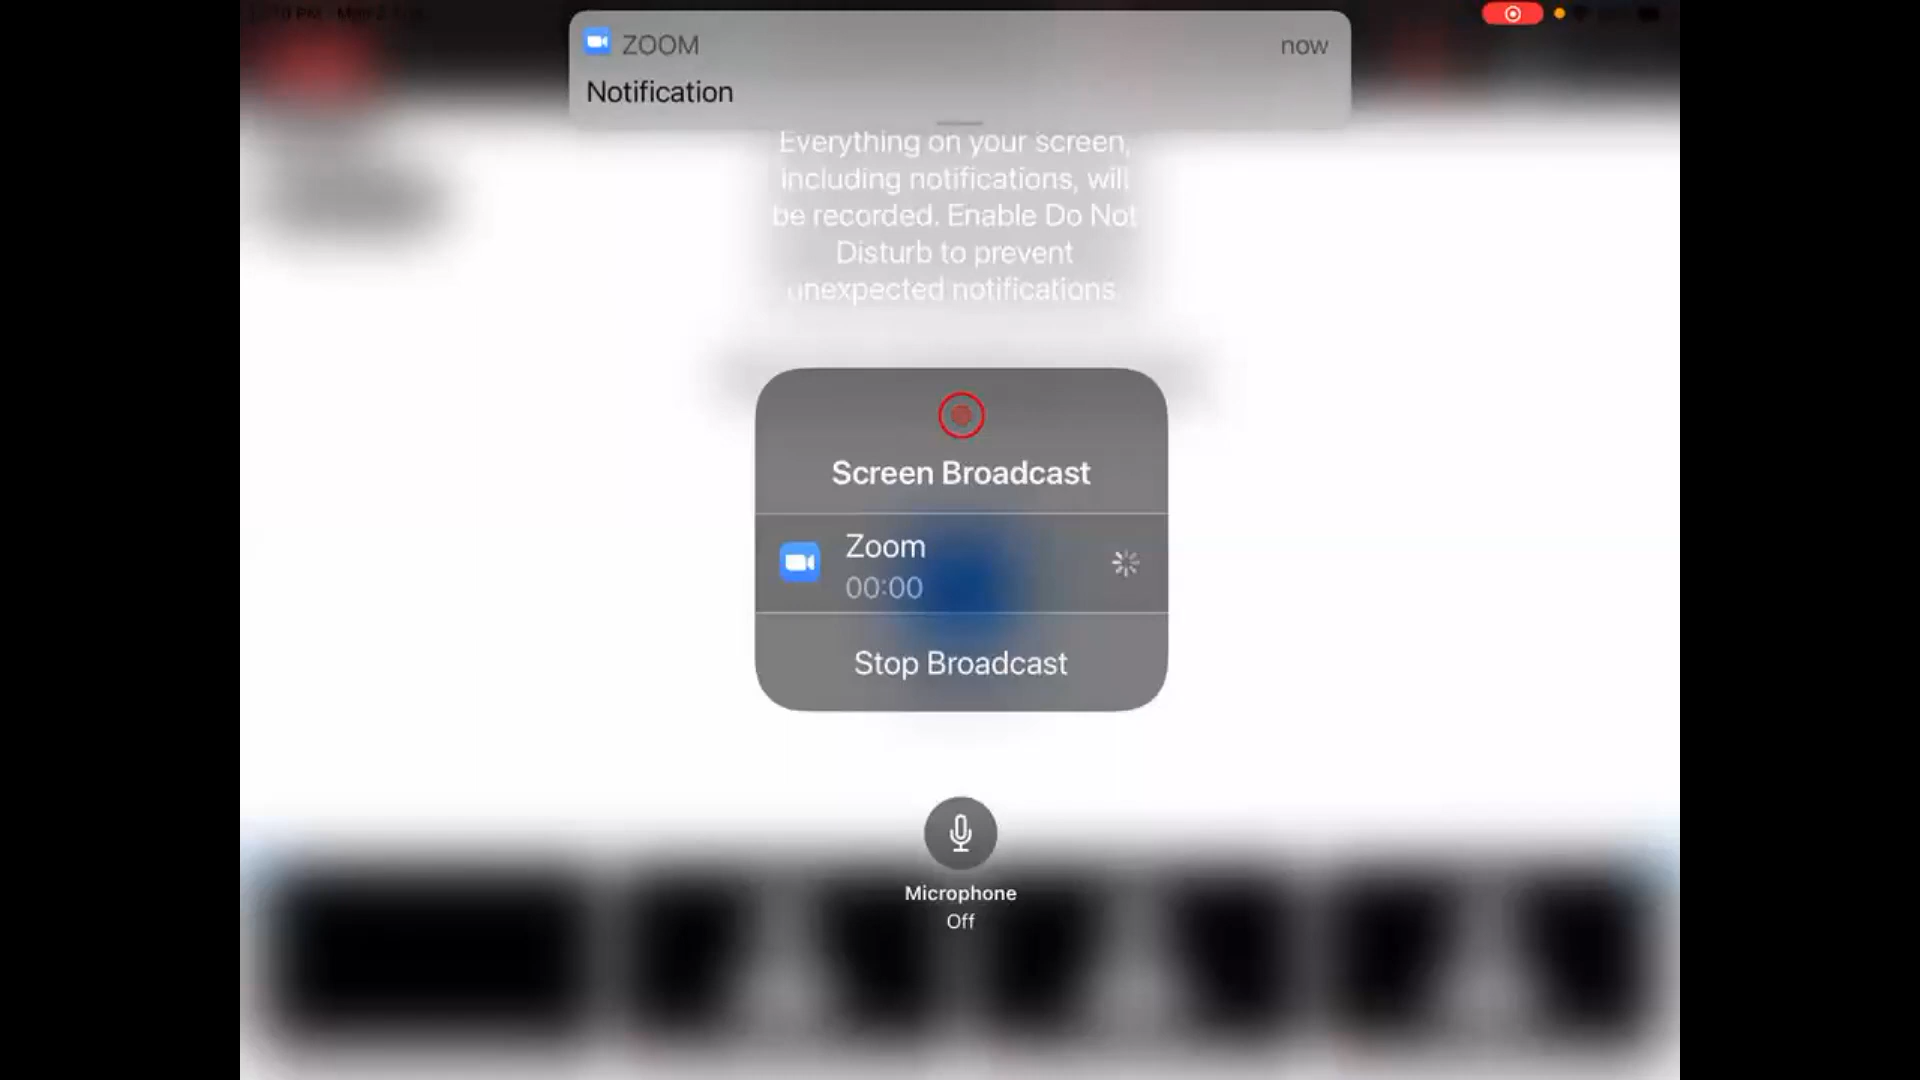 ZOOM now
Notification
Everything on your screen,
including notifications, will
be recorded. Enable Do Not
Disturb to prevent
unexpected notifications.
Screen Broadcast
Zoom
00:00
Stop Broadcast
Microphone
Off